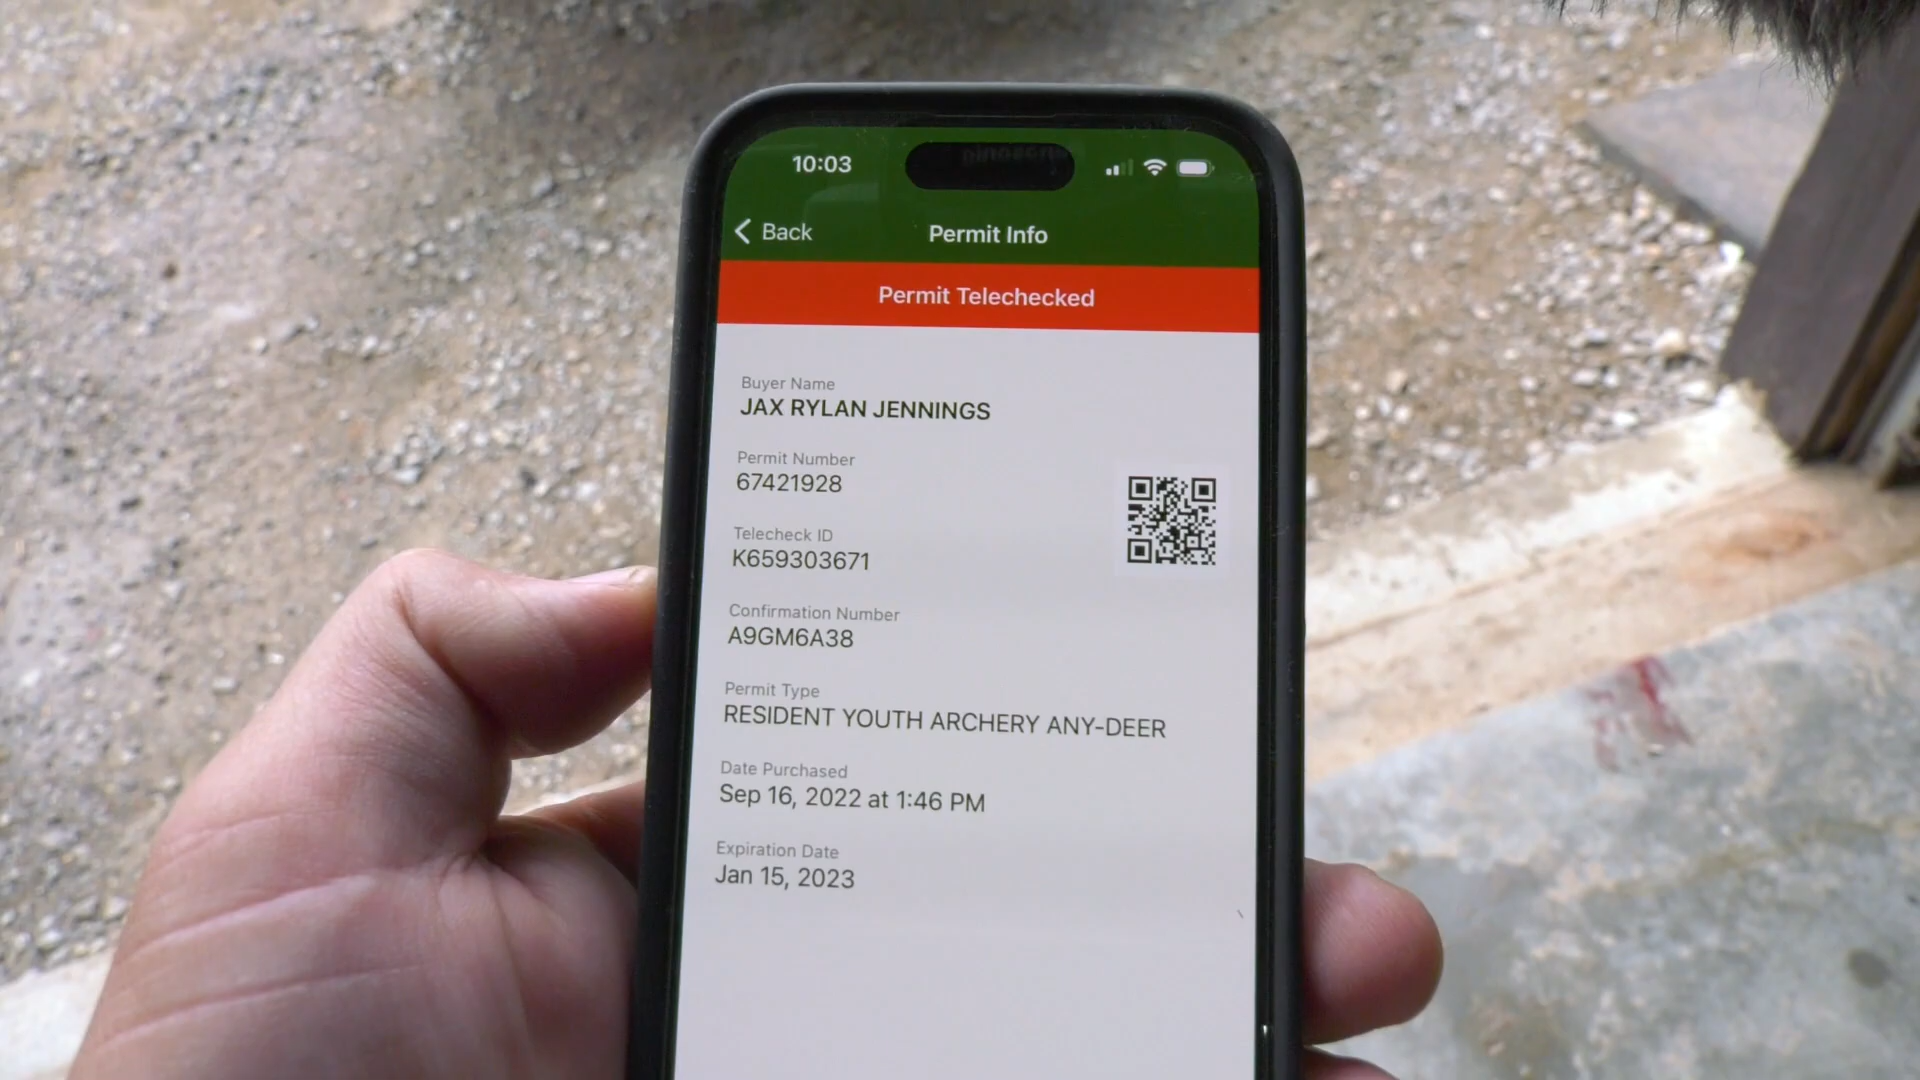 10:03
Back
Permit Info
Permit Telechecked
Buyer Name
JAX RYLAN JENNINGS
Permit Number
67421928
Telecheck ID
K659303671
Confirmation Number
A9GM6A38
Permit Type
RESIDENT YOUTH ARCHERY ANY-DEER
Date Purchased
Sep 16, 2022 at 1:46 PM
Expiration Date
Jan 15, 2023